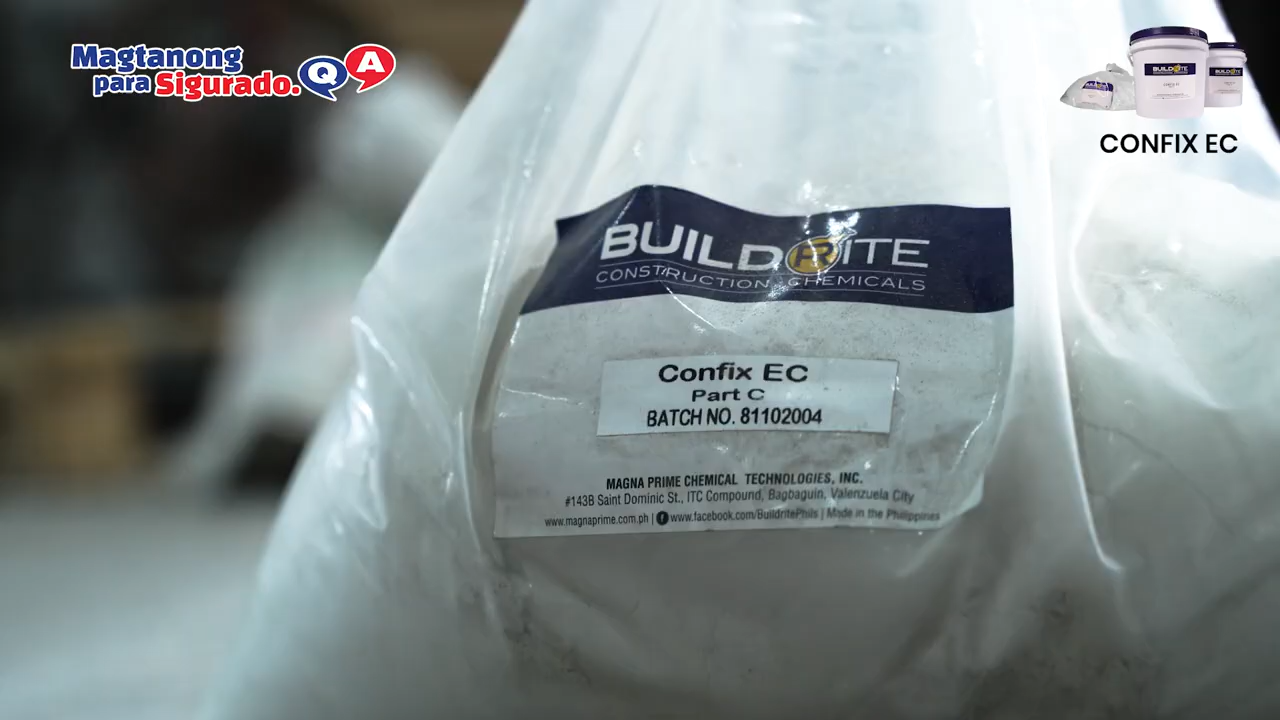 Magtanong
para Sigurado.
Q A
BUILDRITE
CONFIX EC
BUILDRITE
CONSTRUCTION CHEMICALS
Confix EC
Part C
BATCH NO. 81102004
MAGNA PRIME CHEMICAL TECHNOLOGIES, INC.
#143B Saint Dominic St., ITC Compound, Bagbaguin, Valenzuela City
www.magnaprime.com.ph | www.facebook.com/BuildritePhils | Made in the Philippines